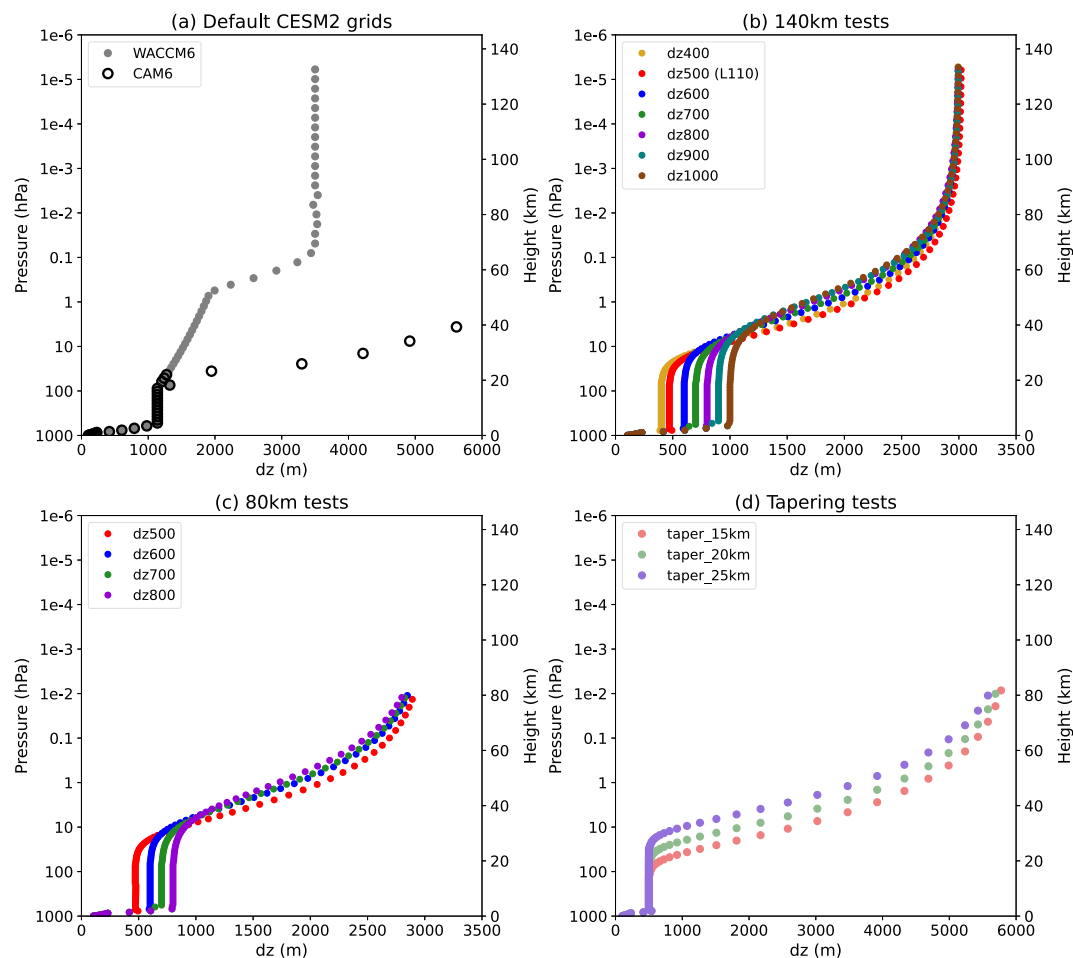 (a) Default CESM2 grids
1e-6
1e-5
1e-4
1e-3
1e-2
0.1
1
10
100
1000
Pressure (hPa)
WACCM6
CAM6
140
120
100
80
60
40
20
0
Height (km)
0 1000 2000 3000 4000 5000 6000
dz (m)
(b) 140km tests
1e-6
1e-5
1e-4
1e-3
1e-2
0.1
1
10
100
1000
Pressure (hPa)
dz400
dz500 (L110)
dz600
dz700
dz800
dz900
dz1000
140
120
100
80
60
40
20
0
Height (km)
0 500 1000 1500 2000 2500 3000 3500
dz (m)
(c) 80km tests
1e-6
1e-5
1e-4
1e-3
1e-2
0.1
1
10
100
1000
Pressure (hPa)
dz500
dz600
dz700
dz800
140
120
100
80
60
40
20
0
Height (km)
0 500 1000 1500 2000 2500 3000 3500
dz (m)
(d) Tapering tests
1e-6
1e-5
1e-4
1e-3
1e-2
0.1
1
10
100
1000
Pressure (hPa)
taper_15km
taper_20km
taper_25km
140
120
100
80
60
40
20
0
Height (km)
0 1000 2000 3000 4000 5000 6000
dz (m)